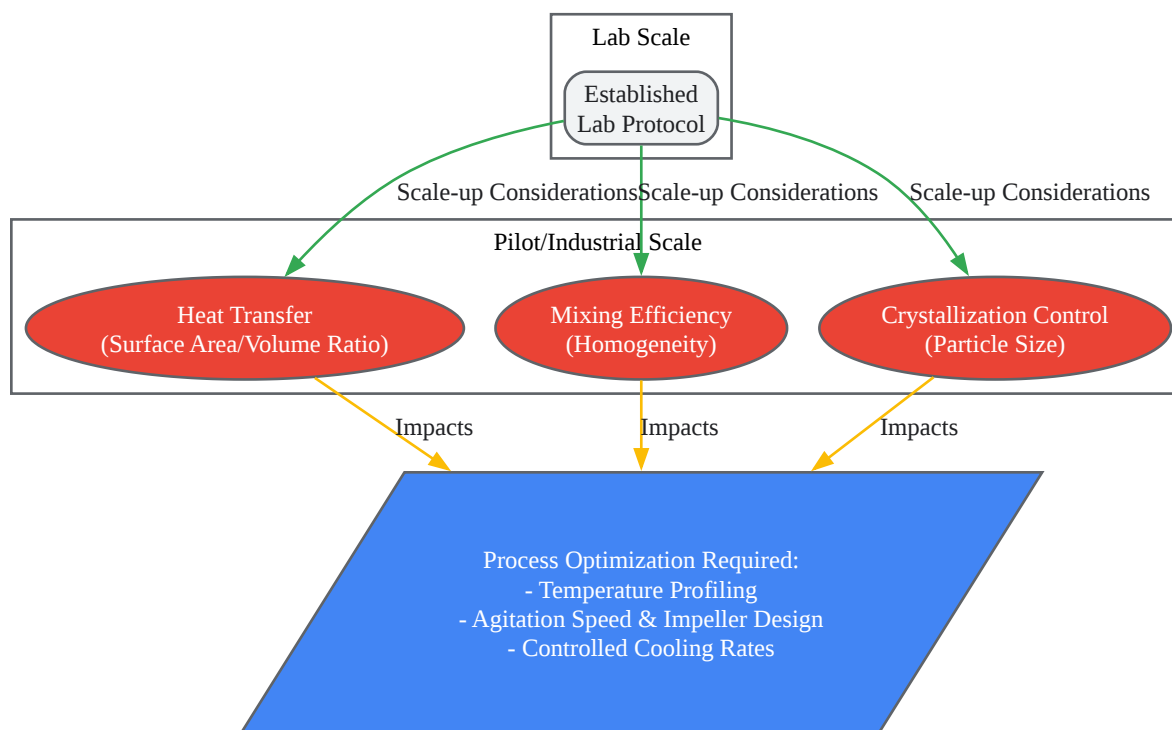 Lab Scale
Established
Lab Protocol
Scale-up Considerations
Scale-up Considerations
Scale-up Considerations
Pilot/Industrial Scale
Heat Transfer
(Surface Area/Volume Ratio)
Mixing Efficiency
(Homogeneity)
Crystallization Control
(Particle Size)
Impacts
Impacts
Impacts
Process Optimization Required:
- Temperature Profiling
- Agitation Speed & Impeller Design
- Controlled Cooling Rates